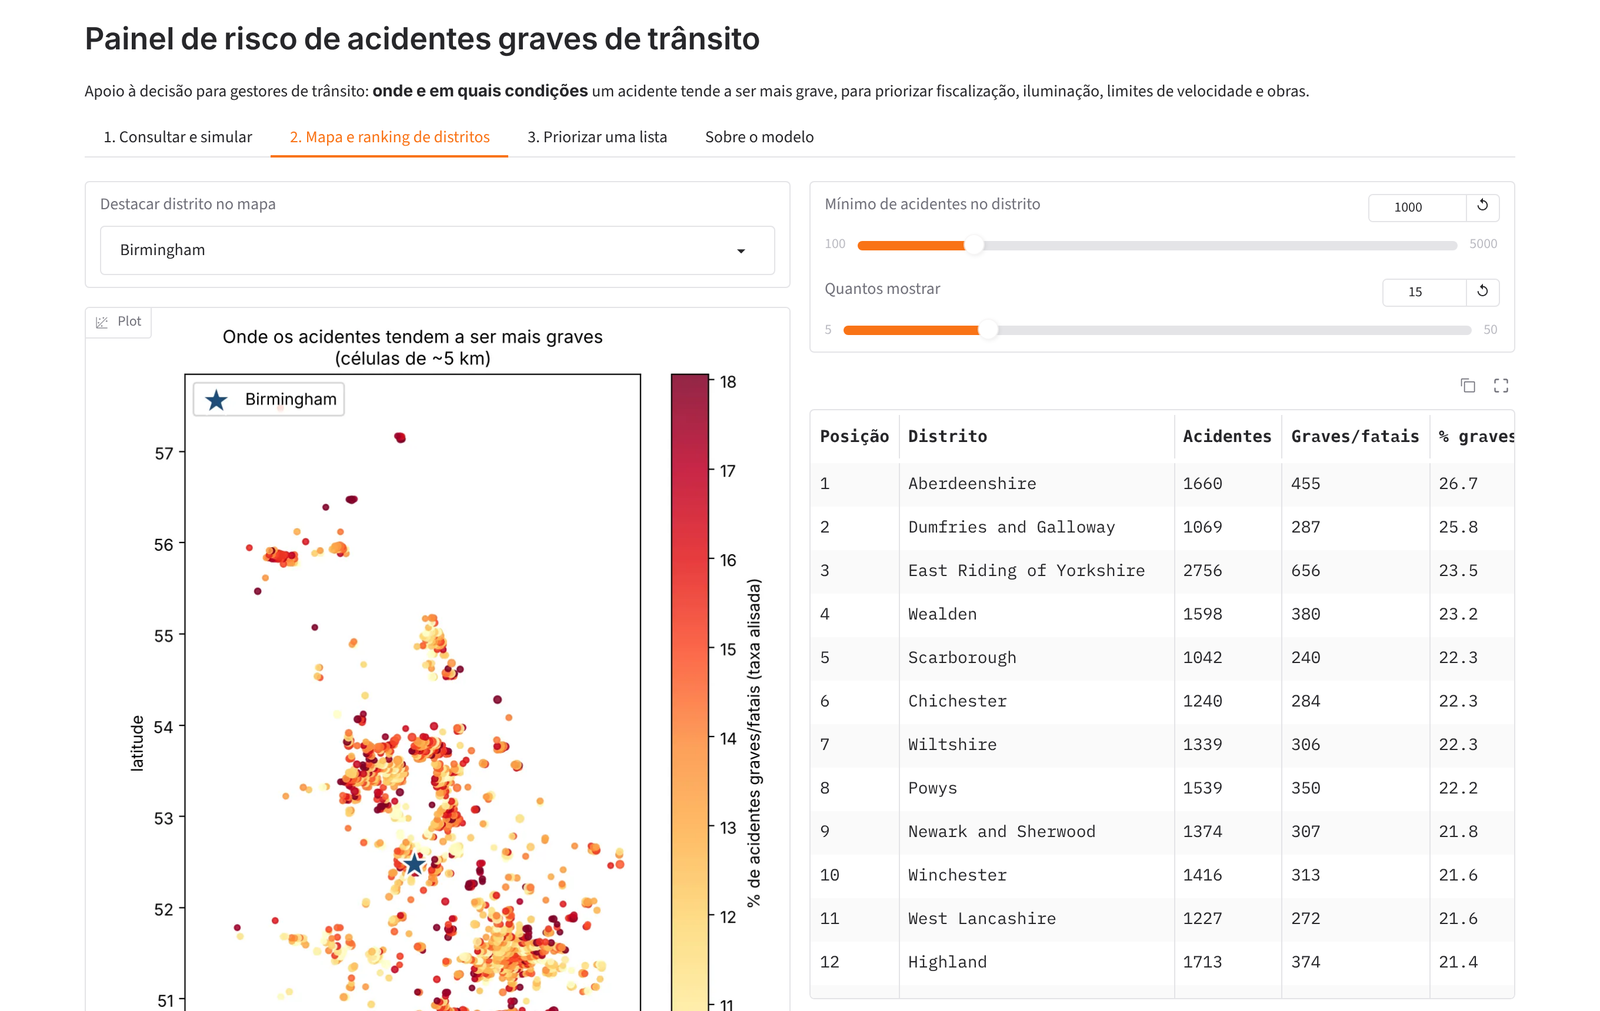 Painel de risco de acidentes graves de trânsito
Apoio à decisão para gestores de trânsito: onde e em quais condições um acidente tende a ser mais grave, para priorizar fiscalização, iluminação, limites de velocidade e obras.
1. Consultar e simular
2. Mapa e ranking de distritos
3. Priorizar uma lista
Sobre o modelo
Destacar distrito no mapa
Birmingham
Plot
Onde os acidentes tendem a ser mais graves
(células de ~5 km)
Birmingham
57
56
55
54
53
52
51
latitude
18
17
16
15
14
13
12
11
% de acidentes graves/fatais (taxa alisada)
Mínimo de acidentes no distrito
1000
100
5000
Quantos mostrar
15
5
50
Posição Distrito Acidentes Graves/fatais % graves
1 Aberdeenshire 1660 455 26.7
2 Dumfries and Galloway 1069 287 25.8
3 East Riding of Yorkshire 2756 656 23.5
4 Wealden 1598 380 23.2
5 Scarborough 1042 240 22.3
6 Chichester 1240 284 22.3
7 Wiltshire 1339 306 22.3
8 Powys 1539 350 22.2
9 Newark and Sherwood 1374 307 21.8
10 Winchester 1416 313 21.6
11 West Lancashire 1227 272 21.6
12 Highland 1713 374 21.4